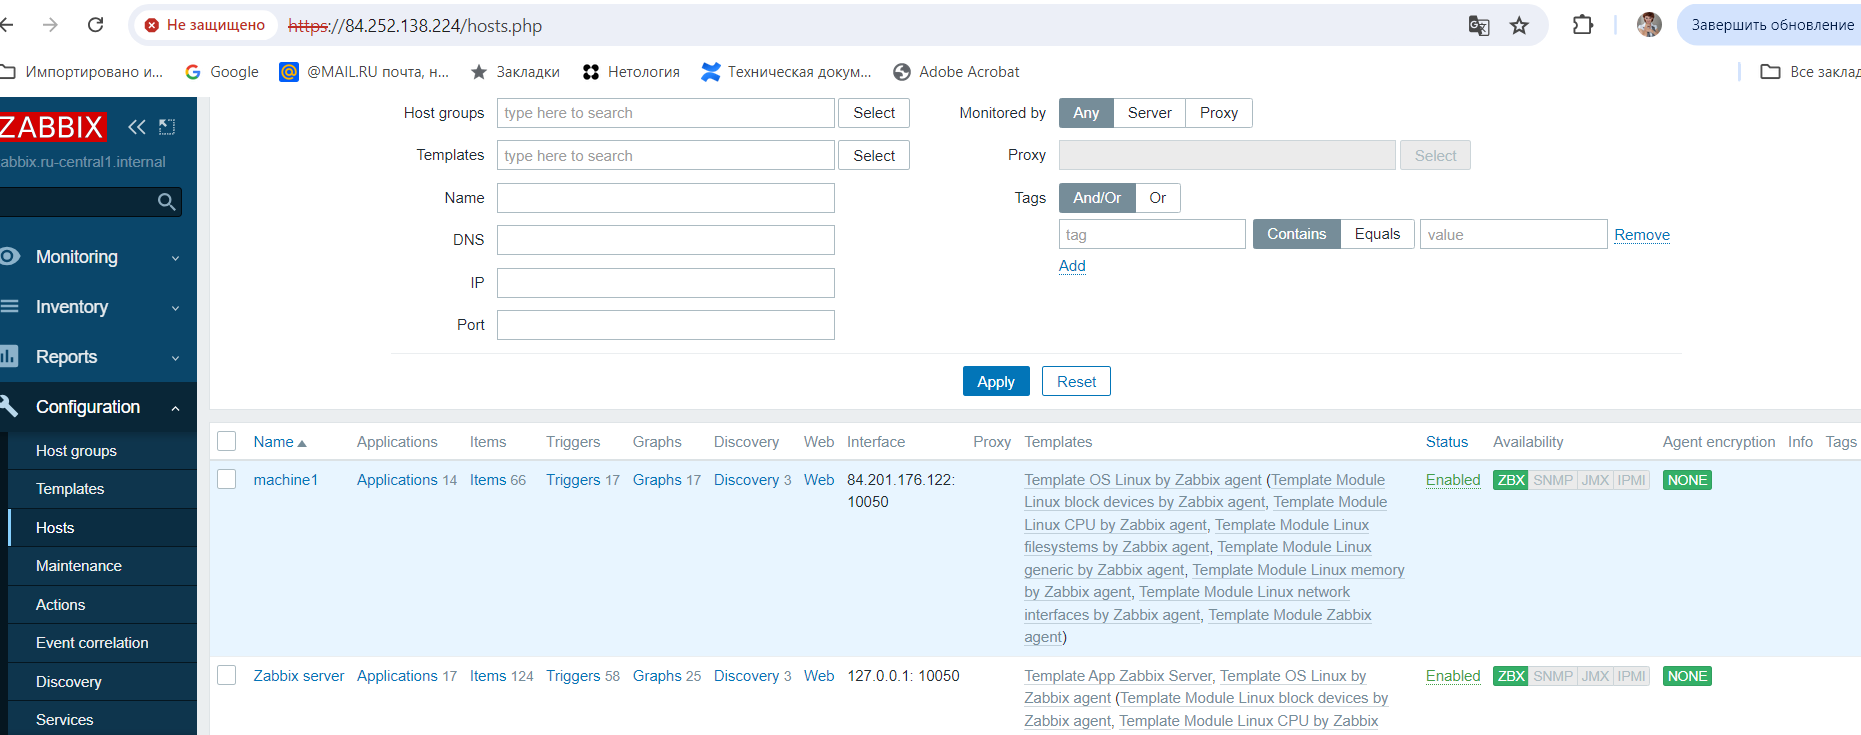 Не защищено https://84.252.138.224/hosts.php Завершить обновление
Импортировано и... Google @MAIL.RU почта, н... Закладки Нетология Техническая докум... Adobe Acrobat Все заклад
ZABBIX
abbix.ru-central1.internal
Monitoring
Inventory
Reports
Configuration
Host groups
Templates
Hosts
Maintenance
Actions
Event correlation
Discovery
Services
Host groups type here to search Select Monitored by Any Server Proxy
Templates type here to search Select Proxy Select
Name Tags And/Or Or
DNS tag Contains Equals value Remove
Add
IP
Port
Apply Reset
Name Applications Items Triggers Graphs Discovery Web Interface Proxy Templates Status Availability Agent encryption Info Tags
machine1 Applications 14 Items 66 Triggers 17 Graphs 17 Discovery 3 Web 84.201.176.122: Template OS Linux by Zabbix agent (Template Module Enabled ZBX SNMP JMX IPMI NONE
10050 Linux block devices by Zabbix agent, Template Module
Linux CPU by Zabbix agent, Template Module Linux
filesystems by Zabbix agent, Template Module Linux
generic by Zabbix agent, Template Module Linux memory
by Zabbix agent, Template Module Linux network
interfaces by Zabbix agent, Template Module Zabbix
agent)
Zabbix server Applications 17 Items 124 Triggers 58 Graphs 25 Discovery 3 Web 127.0.0.1: 10050 Template App Zabbix Server, Template OS Linux by Enabled ZBX SNMP JMX IPMI NONE
Zabbix agent (Template Module Linux block devices by
Zabbix agent, Template Module Linux CPU by Zabbix